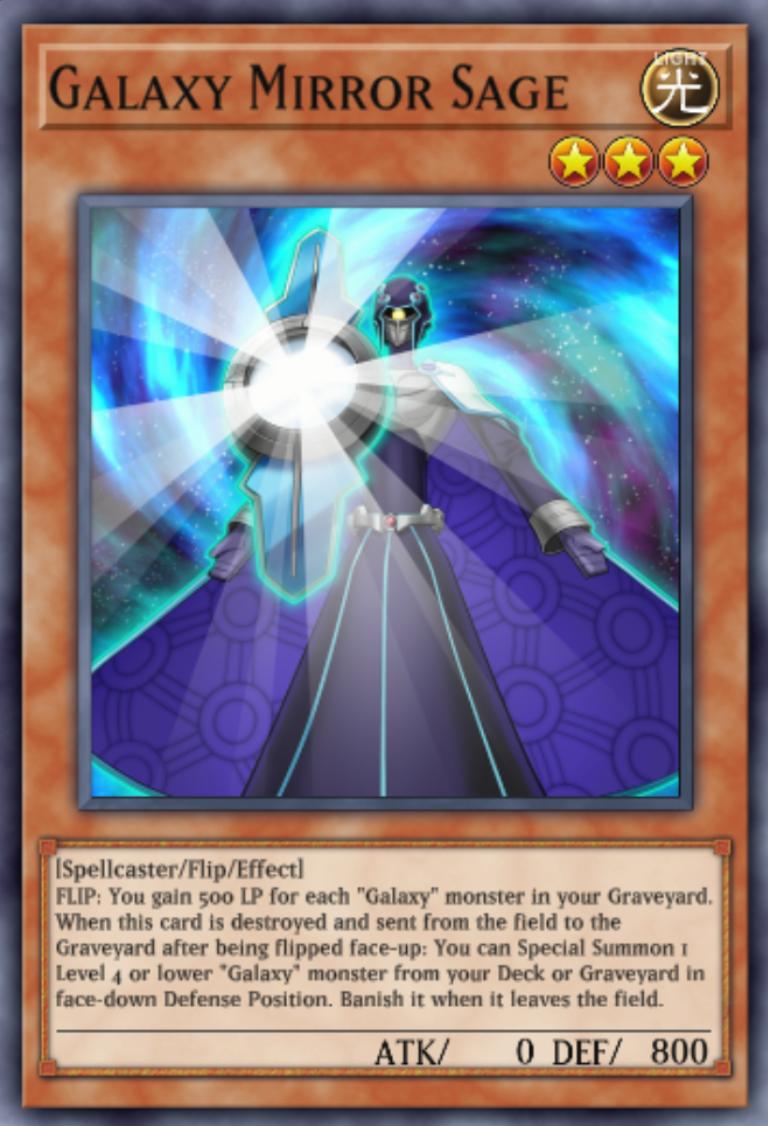 GALAXY MIRROR SAGE
LIGHT
光
[Spellcaster/Flip/Effect]
FLIP: You gain 500 LP for each "Galaxy" monster in your Graveyard.
When this card is destroyed and sent from the field to the
Graveyard after being flipped face-up: You can Special Summon 1
Level 4 or lower "Galaxy" monster from your Deck or Graveyard in
face-down Defense Position. Banish it when it leaves the field.
ATK/ 0 DEF/ 800